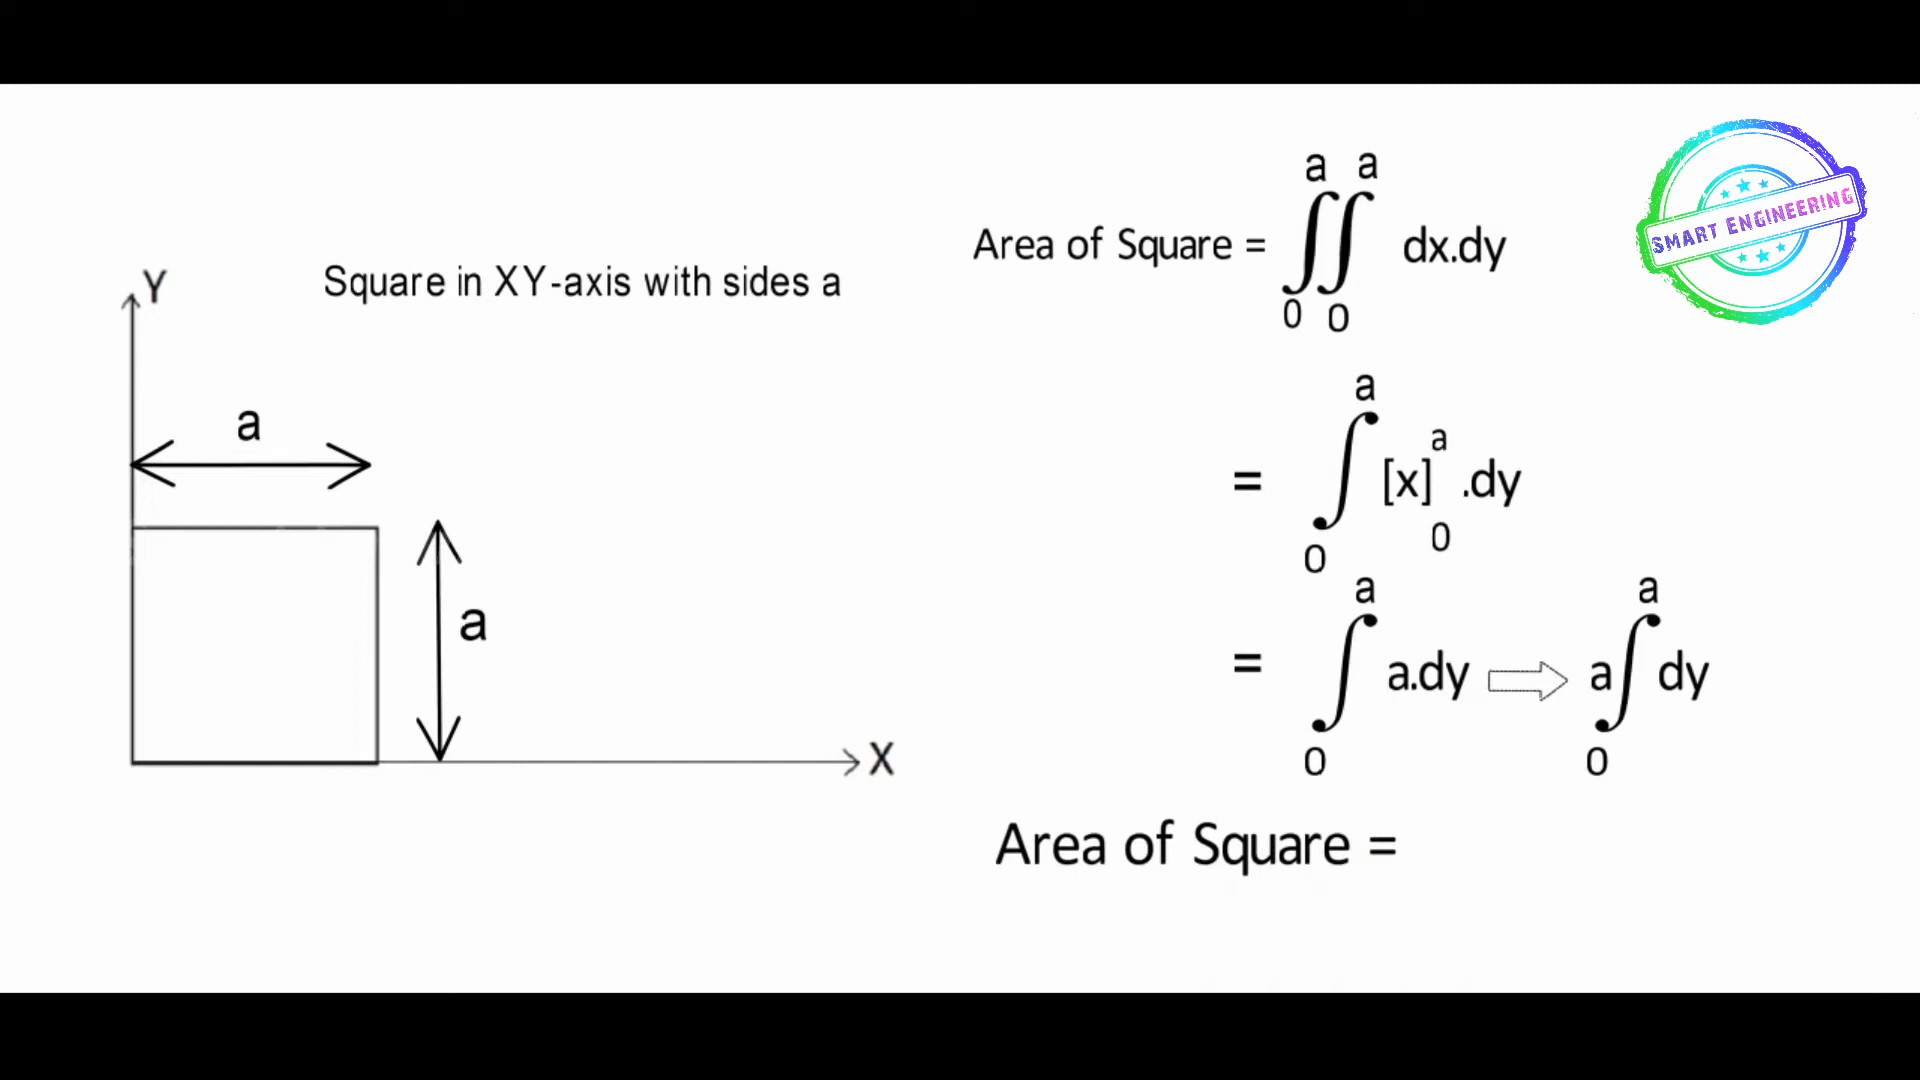 Y
Square in XY-axis with sides a
a
a
X
a a
Area of Square = ∬ dx.dy
0 0
a
= ∫ [x] a 0 .dy
0
a a
= ∫ a.dy ⇨ a∫ dy
0 0
Area of Square =
SMART ENGINEERING